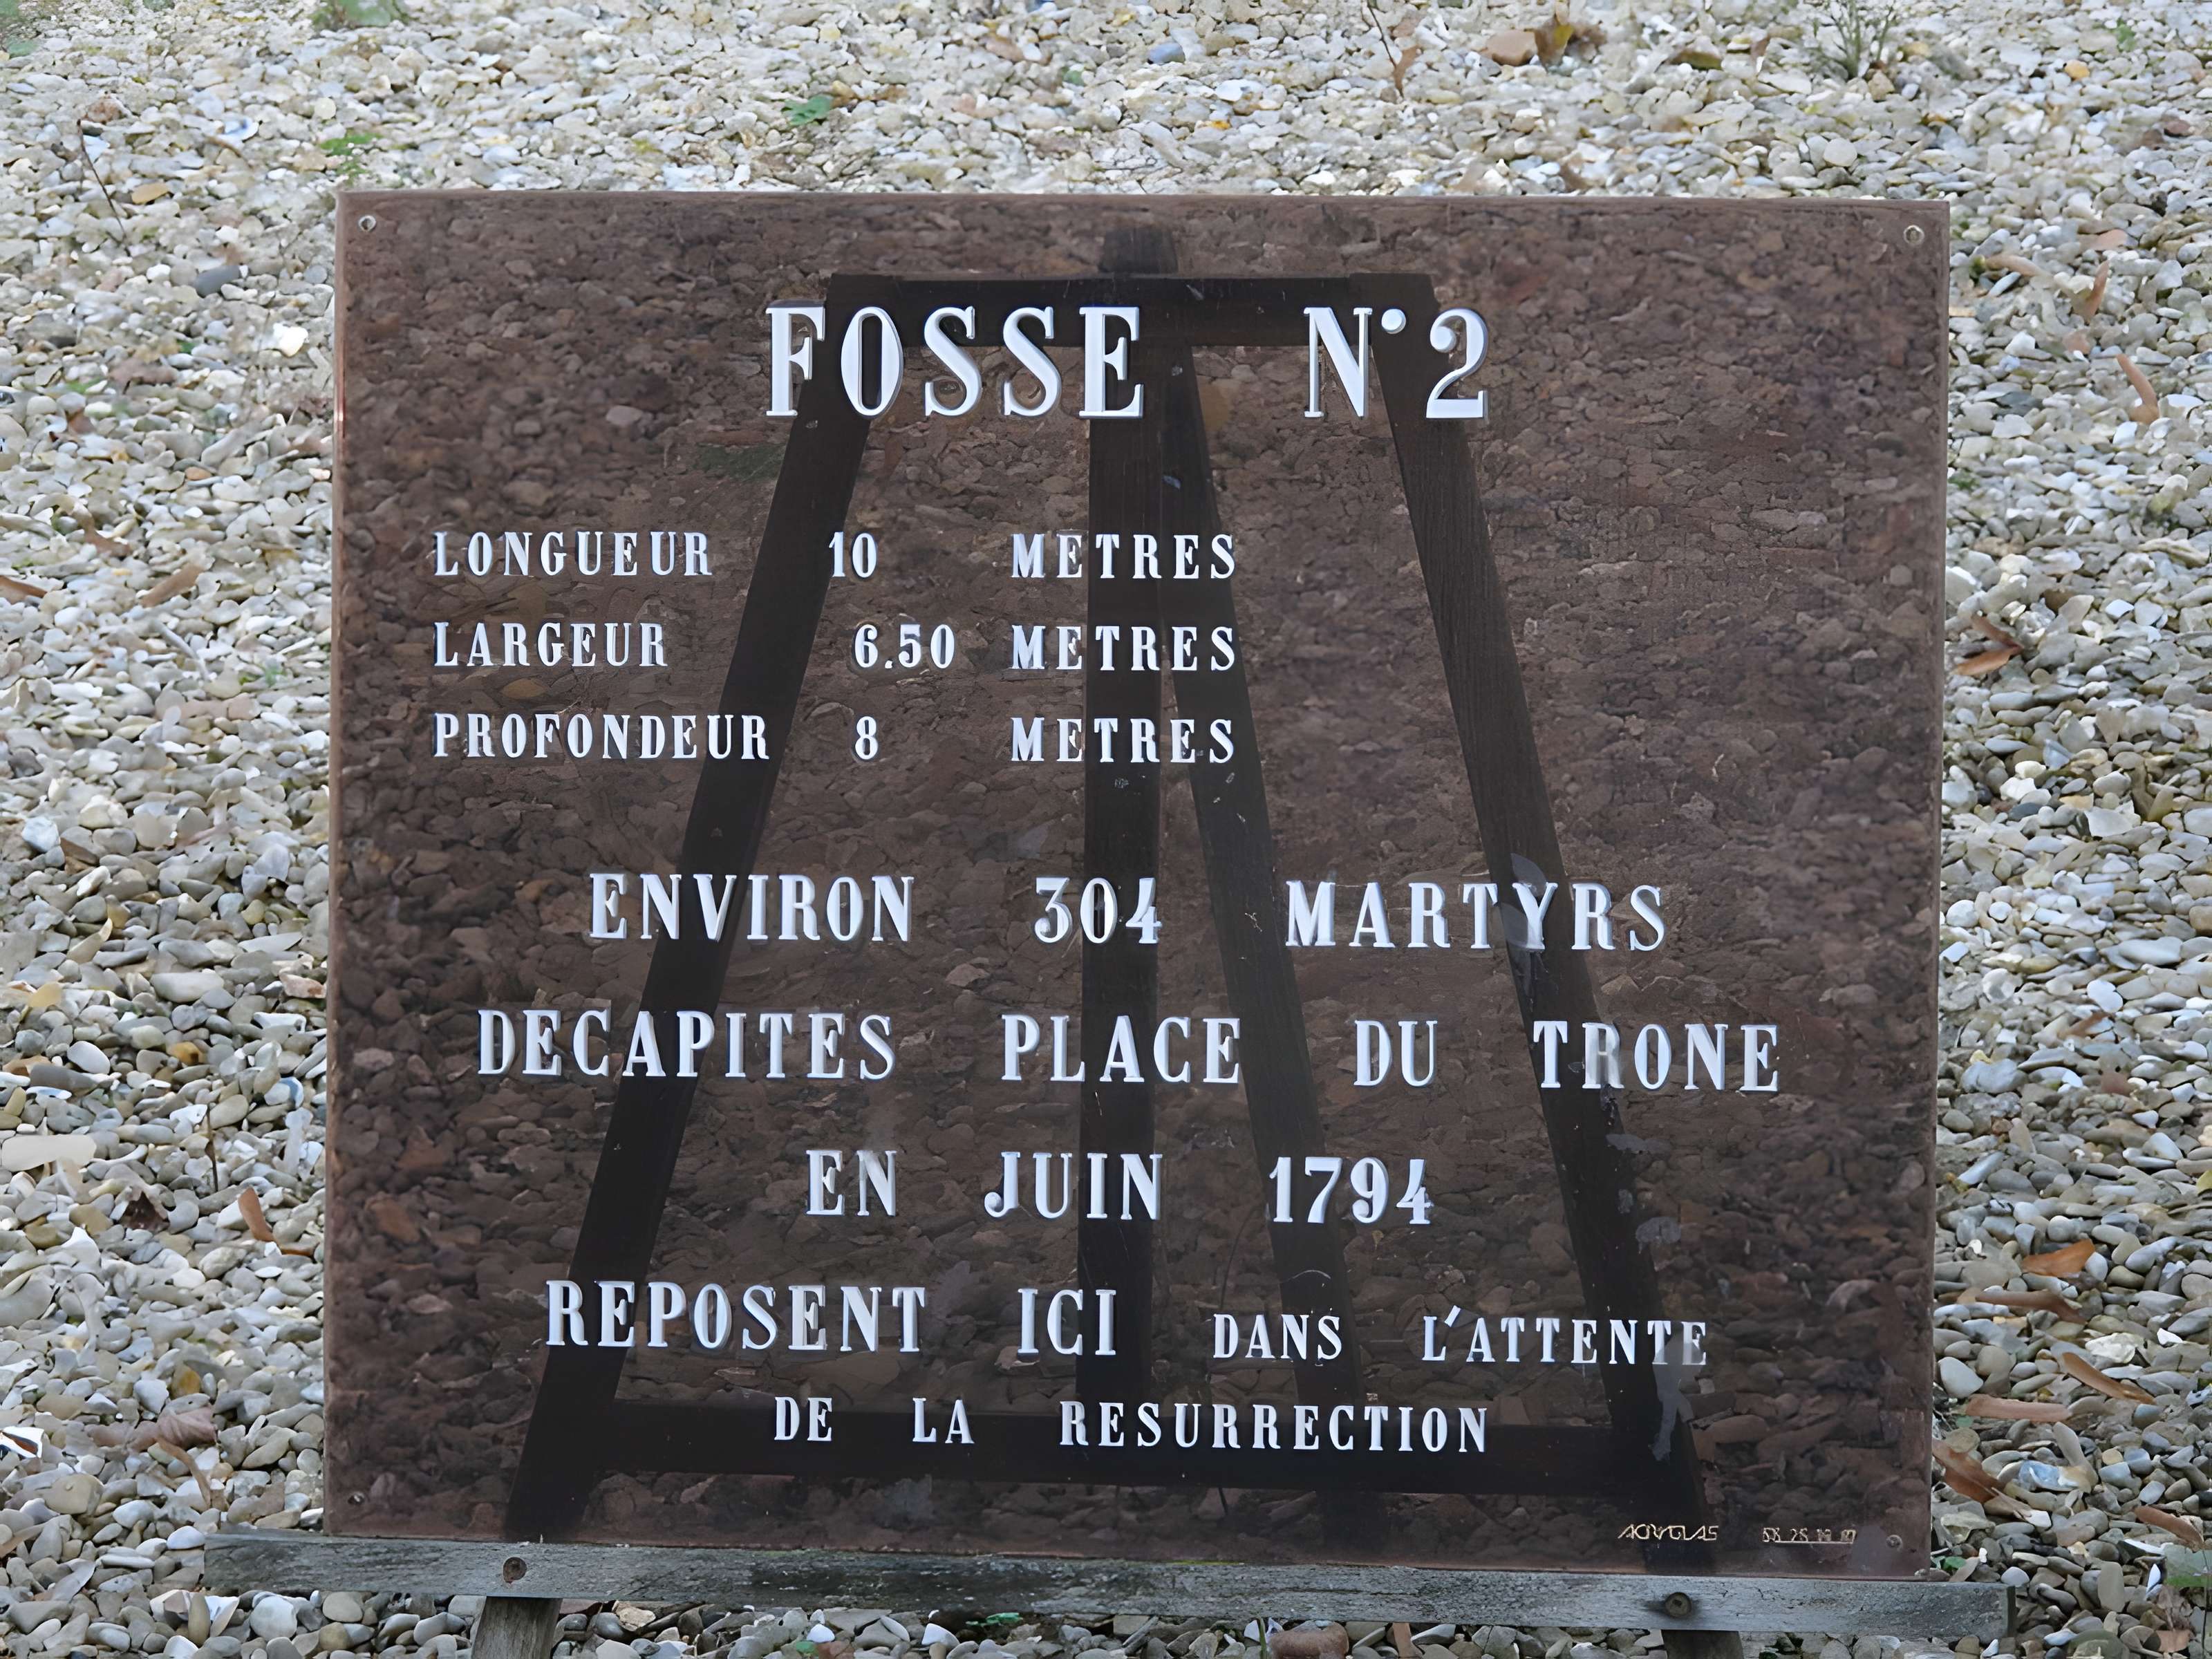 FOSSE N°2
LONGUEUR 10 METRES
LARGEUR 6.50 METRES
PROFONDEUR 8 METRES
ENVIRON 304 MARTYRS
DECAPITES PLACE DU TRONE
EN JUIN 1794
REPOSENT ICI DANS L'ATTENTE
DE LA RESURRECTION